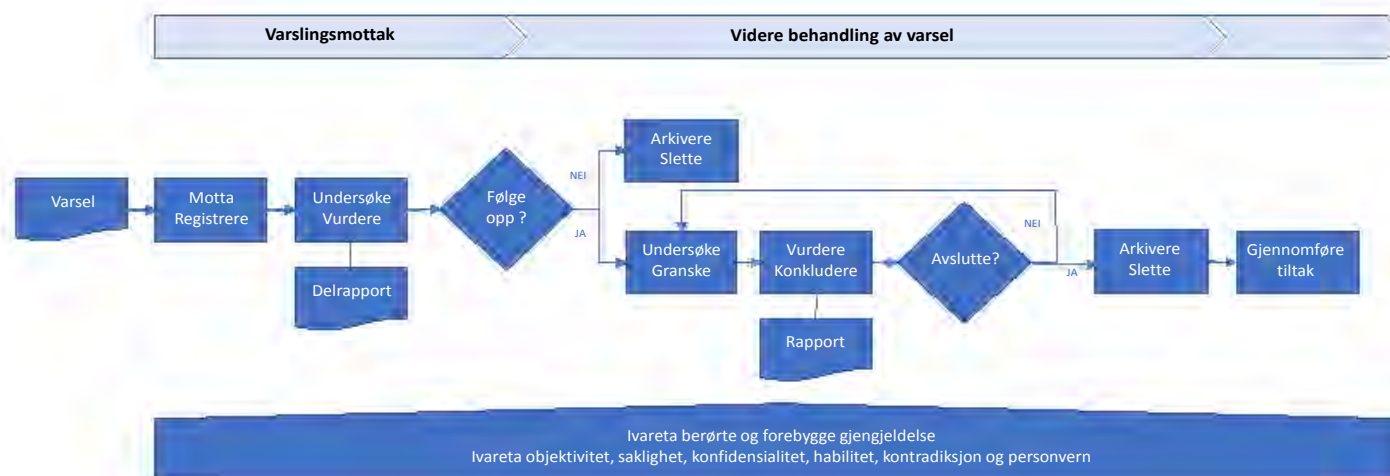 Varslingsmottak
Videre behandling av varsel
Varsel
Motta
Registrere
Undersøke
Vurdere
Delrapport
Følge
opp ?
NEI
JA
Arkivere
Slette
Undersøke
Granske
Vurdere
Konkludere
Rapport
Avslutte?
NEI
JA
Arkivere
Slette
Gjennomføre
tiltak
Ivareta berørte og forebygge gjengjeldelse
Ivareta objektivitet, saklighet, konfidensialitet, habilitet, kontradiksjon og personvern